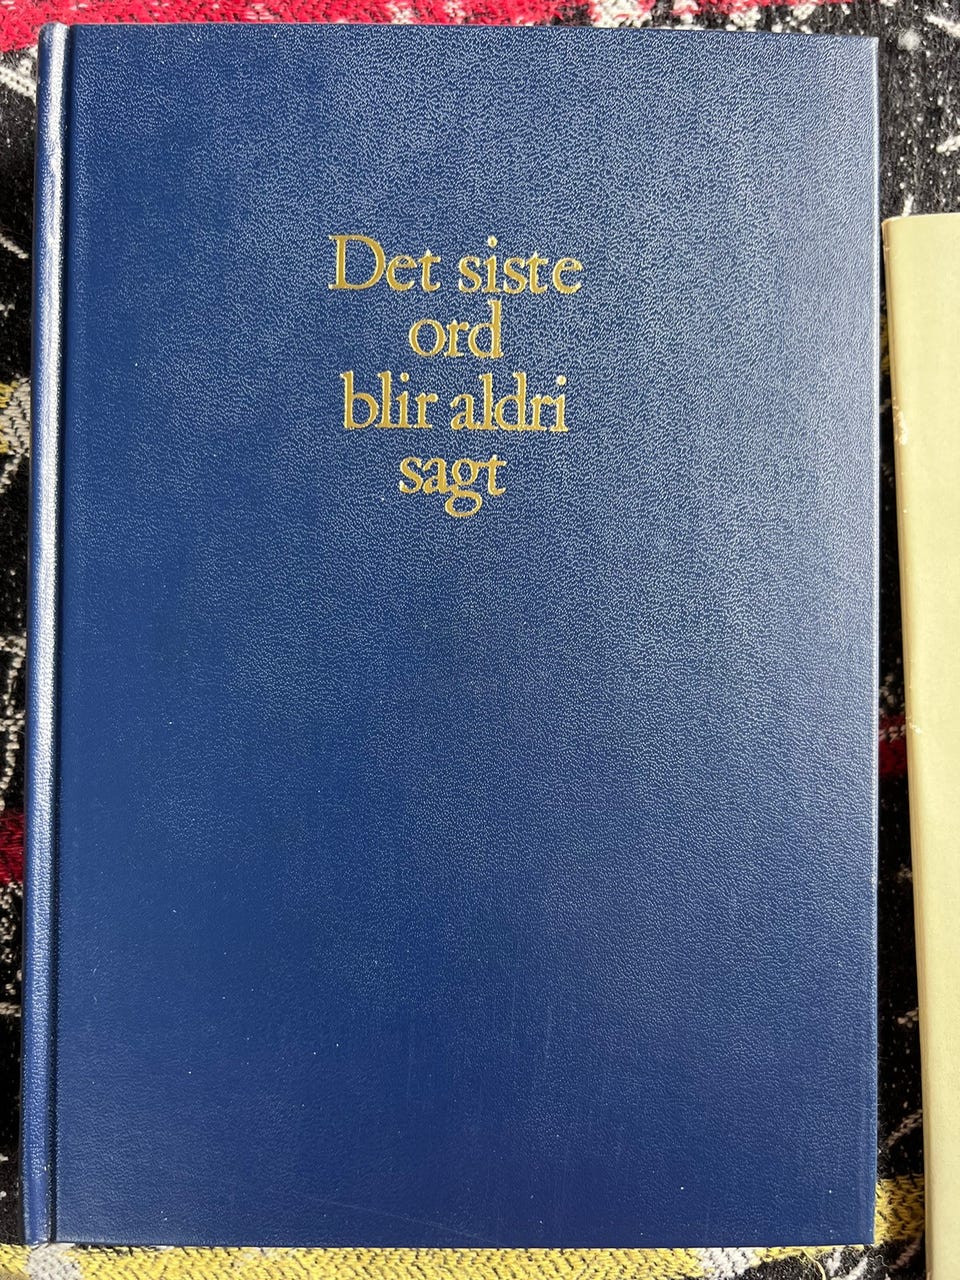 Det siste
ord
blir aldri
sagt